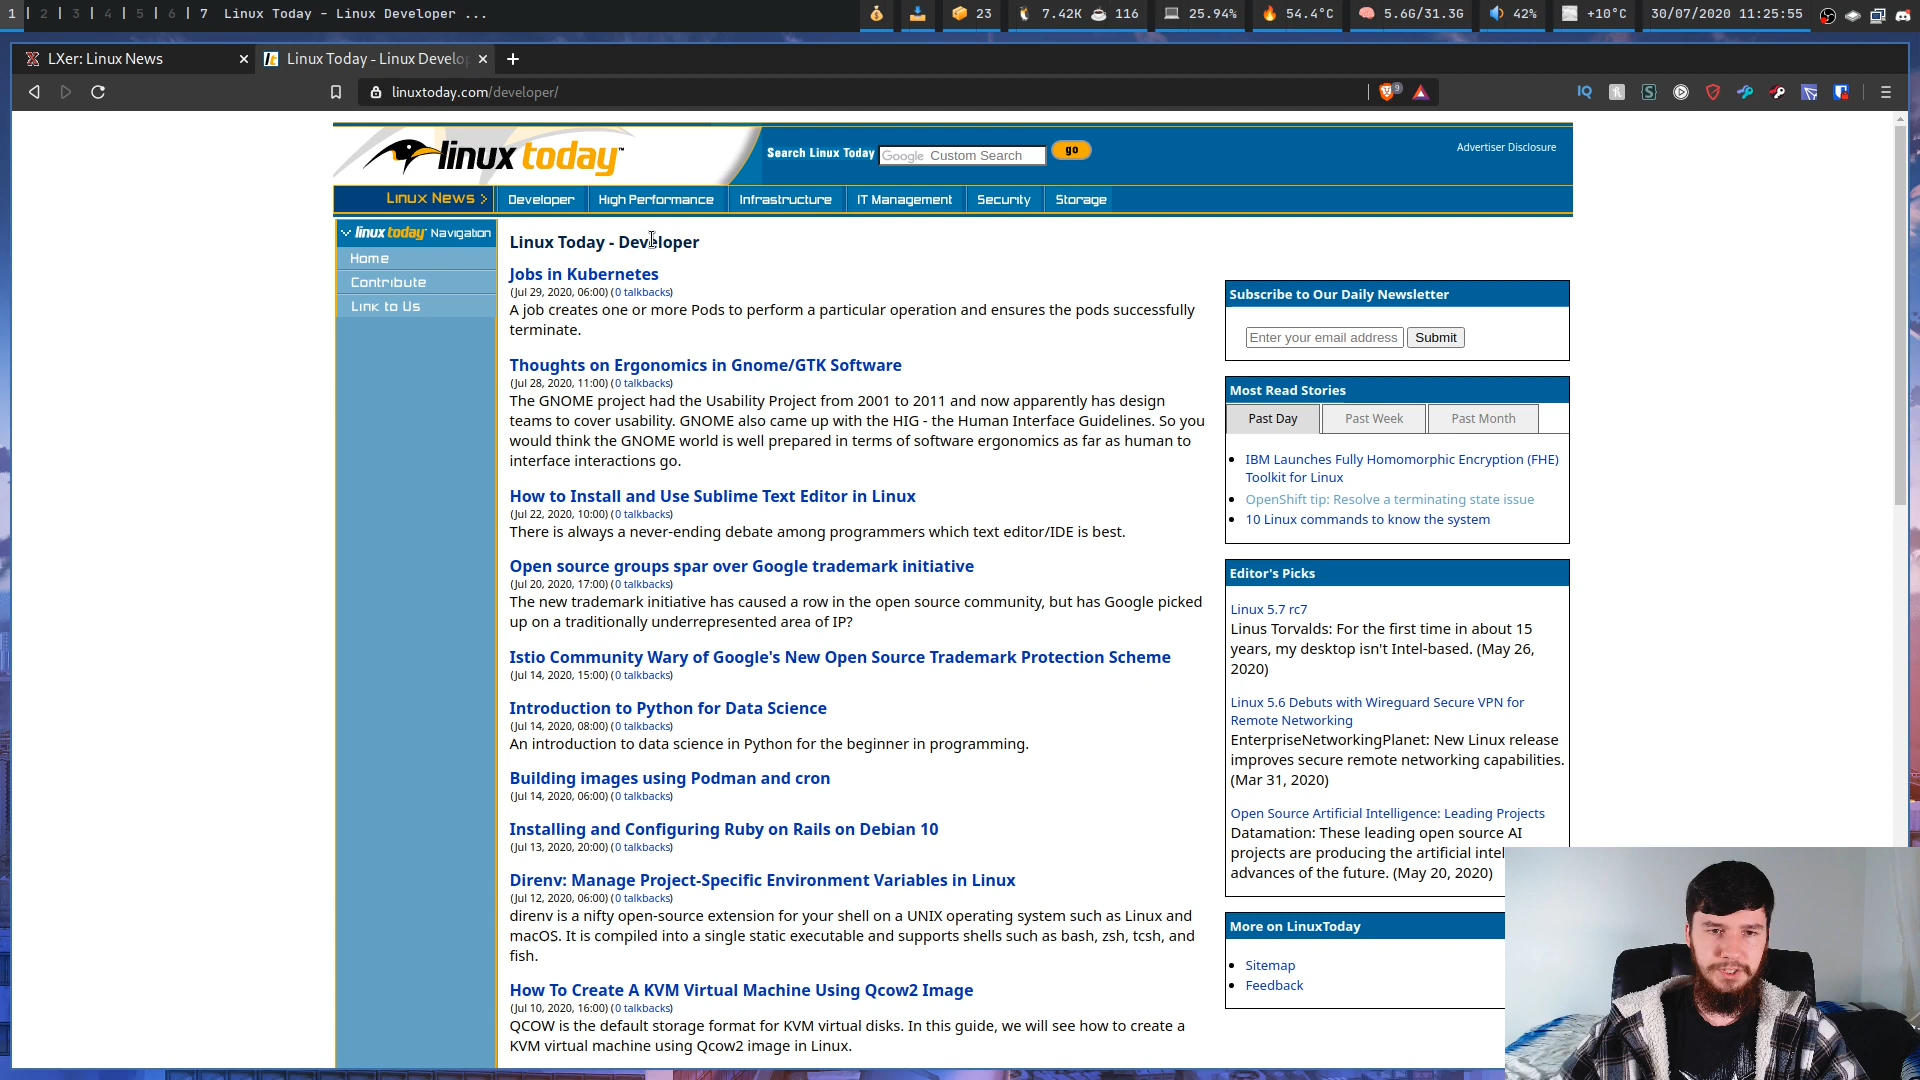 1 | 2 | 3 | 4 | 5 | 6 | 7 Linux Today – Linux Developer ...
23 7.42K 116 25.94% 54.4°C 5.6G/31.3G 42% +10°C 30/07/2020 11:25:55
LXer: Linux News
Linux Today - Linux Develop
linuxtoday.com/developer/
9
IQ
linux today
Search Linux Today
Google Custom Search
go
Advertiser Disclosure
Linux News >
Developer
High Performance
Infrastructure
IT Management
Security
Storage
linux today Navigation
Home
Contribute
Link to Us
Linux Today - Developer
Jobs in Kubernetes
(Jul 29, 2020, 06:00) (0 talkbacks)
A job creates one or more Pods to perform a particular operation and ensures the pods successfully
terminate.
Thoughts on Ergonomics in Gnome/GTK Software
(Jul 28, 2020, 11:00) (0 talkbacks)
The GNOME project had the Usability Project from 2001 to 2011 and now apparently has design
teams to cover usability. GNOME also came up with the HIG - the Human Interface Guidelines. So you
would think the GNOME world is well prepared in terms of software ergonomics as far as human to
interface interactions go.
How to Install and Use Sublime Text Editor in Linux
(Jul 22, 2020, 10:00) (0 talkbacks)
There is always a never-ending debate among programmers which text editor/IDE is best.
Open source groups spar over Google trademark initiative
(Jul 20, 2020, 17:00) (0 talkbacks)
The new trademark initiative has caused a row in the open source community, but has Google picked
up on a traditionally underrepresented area of IP?
Istio Community Wary of Google's New Open Source Trademark Protection Scheme
(Jul 14, 2020, 15:00) (0 talkbacks)
Introduction to Python for Data Science
(Jul 14, 2020, 08:00) (0 talkbacks)
An introduction to data science in Python for the beginner in programming.
Building images using Podman and cron
(Jul 14, 2020, 06:00) (0 talkbacks)
Installing and Configuring Ruby on Rails on Debian 10
(Jul 13, 2020, 20:00) (0 talkbacks)
Direnv: Manage Project-Specific Environment Variables in Linux
(Jul 12, 2020, 06:00) (0 talkbacks)
direnv is a nifty open-source extension for your shell on a UNIX operating system such as Linux and
macOS. It is compiled into a single static executable and supports shells such as bash, zsh, tcsh, and
fish.
How To Create A KVM Virtual Machine Using Qcow2 Image
(Jul 10, 2020, 16:00) (0 talkbacks)
QCOW is the default storage format for KVM virtual disks. In this guide, we will see how to create a
KVM virtual machine using Qcow2 image in Linux.
Subscribe to Our Daily Newsletter
Enter your email address
Submit
Most Read Stories
Past Day
Past Week
Past Month
IBM Launches Fully Homomorphic Encryption (FHE)
Toolkit for Linux
OpenShift tip: Resolve a terminating state issue
10 Linux commands to know the system
Editor's Picks
Linux 5.7 rc7
Linus Torvalds: For the first time in about 15
years, my desktop isn't Intel-based. (May 26,
2020)
Linux 5.6 Debuts with Wireguard Secure VPN for
Remote Networking
EnterpriseNetworkingPlanet: New Linux release
improves secure remote networking capabilities.
(Mar 31, 2020)
Open Source Artificial Intelligence: Leading Projects
Datamation: These leading open source AI
projects are producing the artificial intel
advances of the future. (May 20, 2020)
More on LinuxToday
Sitemap
Feedback